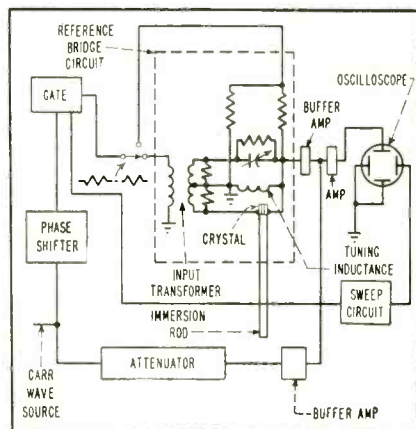 REFERENCE
BRIDGE
CIRCUIT
OSCILLOSCOPE
GATE
BUFFER
AMP
AMP
PHASE
SHIFTER
CRYSTAL
INPUT
TRANSFORMER
TUNING
INDUCTANCE
IMMERSION
ROD
SWEEP
CIRCUIT
CARR
WAVE
SOURCE
ATTENUATOR
BUFFER AMP